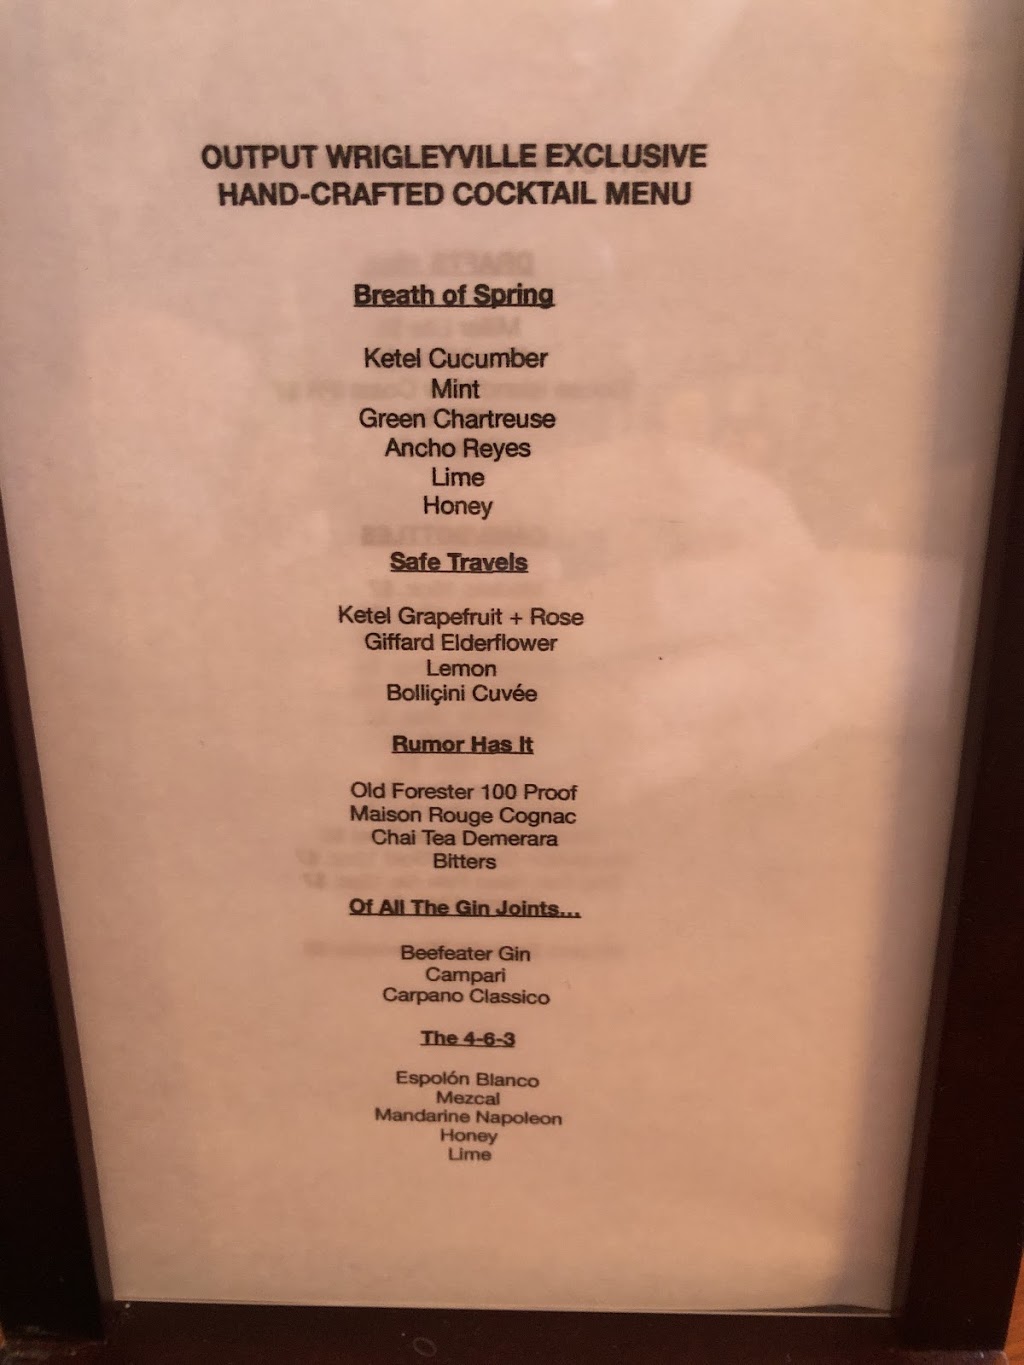 OUTPUT WRIGLEYVILLE EXCLUSIVE
HAND-CRAFTED COCKTAIL MENU
Breath of Spring
Ketel Cucumber
Mint
Green Chartreuse
Ancho Reyes
Lime
Honey
Safe Travels
Ketel Grapefruit + Rose
Giffard Elderflower
Lemon
Bolliçini Cuvée
Rumor Has It
Old Forester 100 Proof
Maison Rouge Cognac
Chai Tea Demerara
Bitters
Of All The Gin Joints...
Beefeater Gin
Campari
Carpano Classico
The 4-6-3
Espolón Blanco
Mezcal
Mandarine Napoleon
Honey
Lime